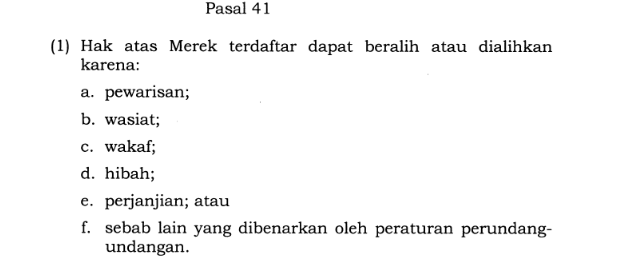 Pasal 41
(1) Hak atas Merek terdaftar dapat beralih atau dialihkan
karena:
a. pewarisan;
b. wasiat;
c. wakaf;
d. hibah;
e. perjanjian; atau
f. sebab lain yang dibenarkan oleh peraturan perundang-
undangan.